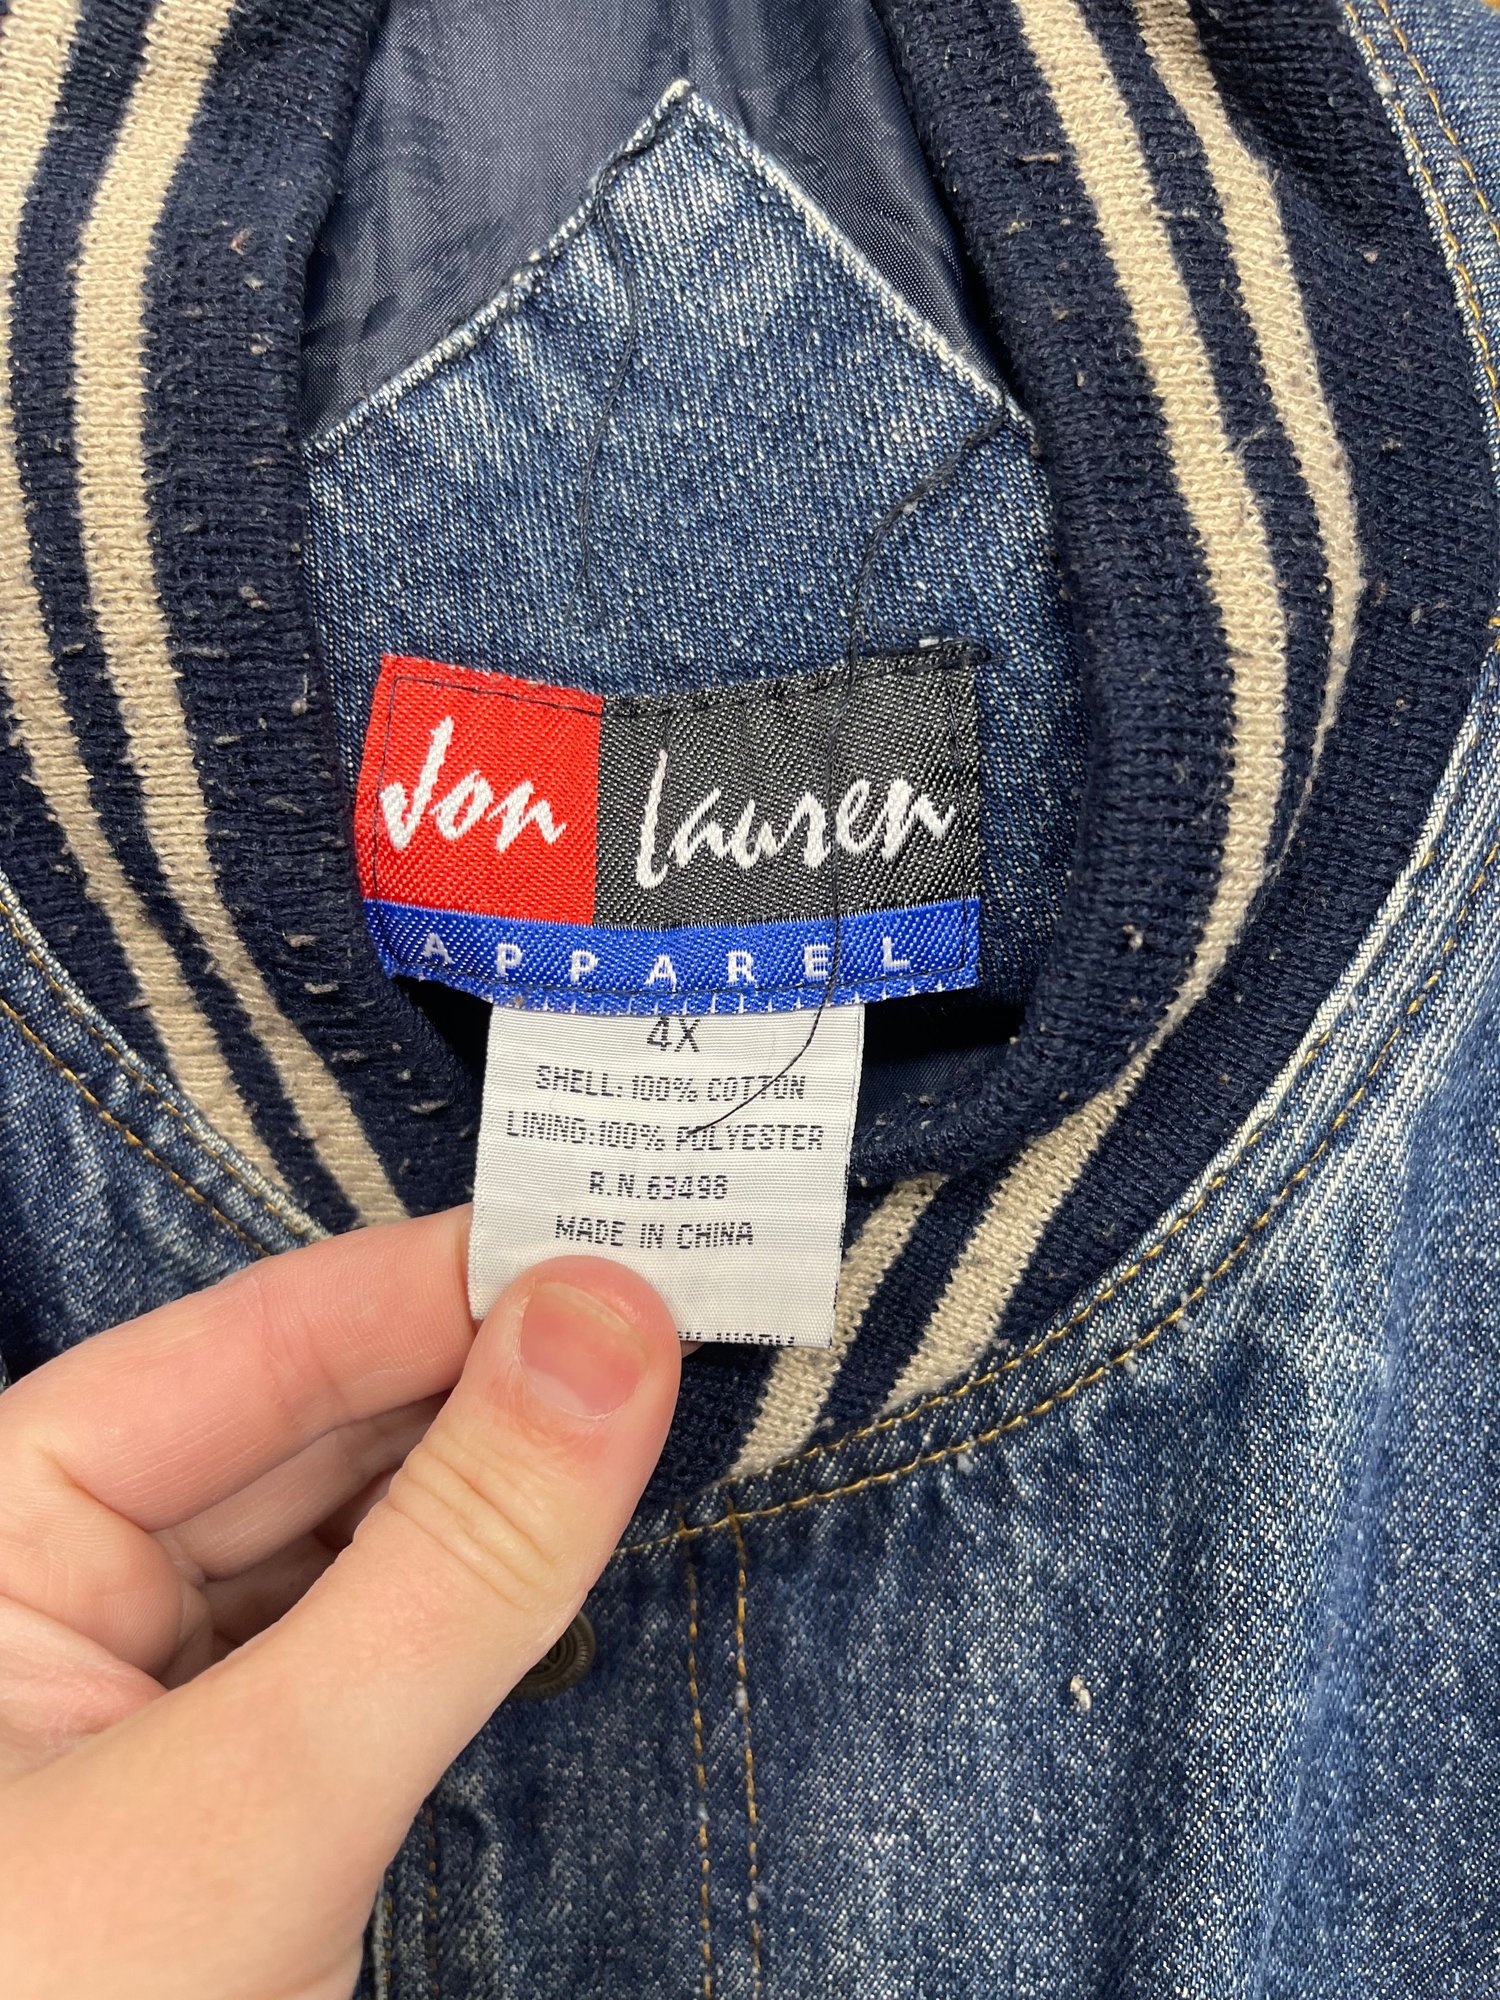 Jon Lauren
APPAREL
4X
SHELL: 100% COTTON
LINING: 100% POLYESTER
R.N. 63498
MADE IN CHINA